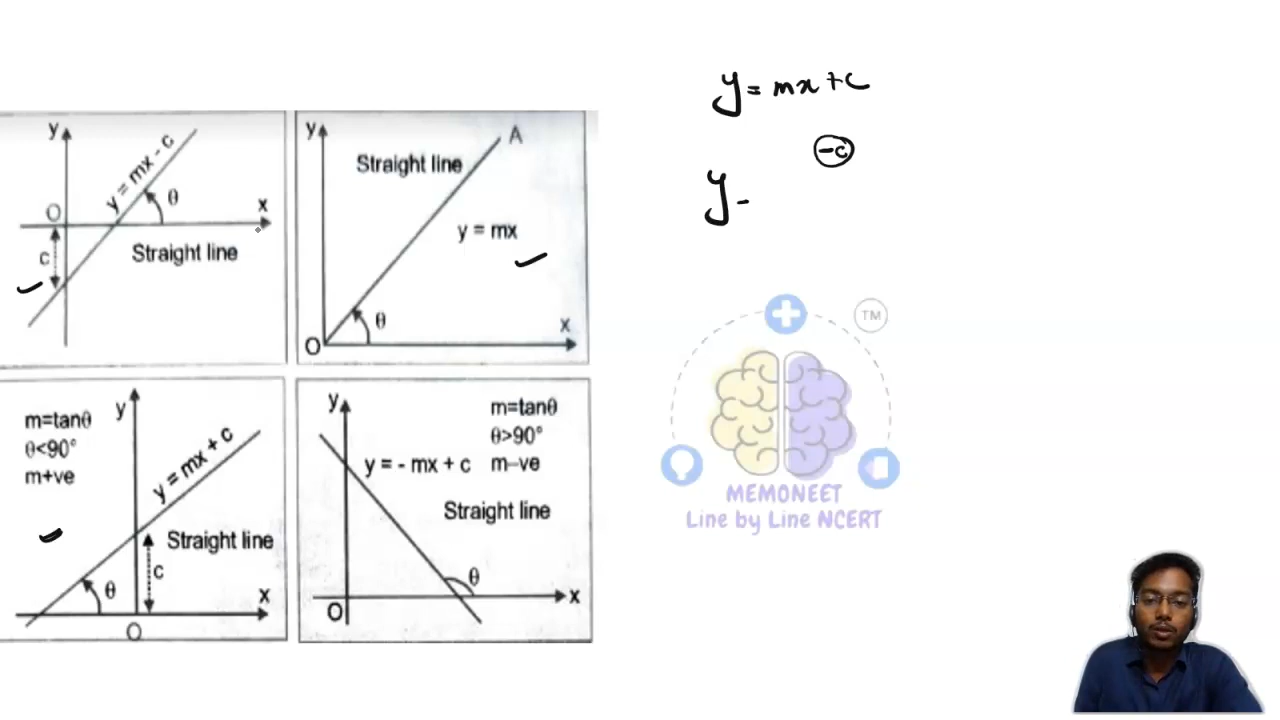 y
y = mx - c
θ
O
x
c
Straight line
y
A
Straight line
y = mx
θ
O
x
m=tanθ
θ<90°
m+ve
y
y = mx + c
Straight line
c
θ
x
O
y
m=tanθ
θ>90°
y = - mx + c m-ve
Straight line
θ
x
O
y = mx + c
-c
y -
TM
MEMONEET
Line by Line NCERT